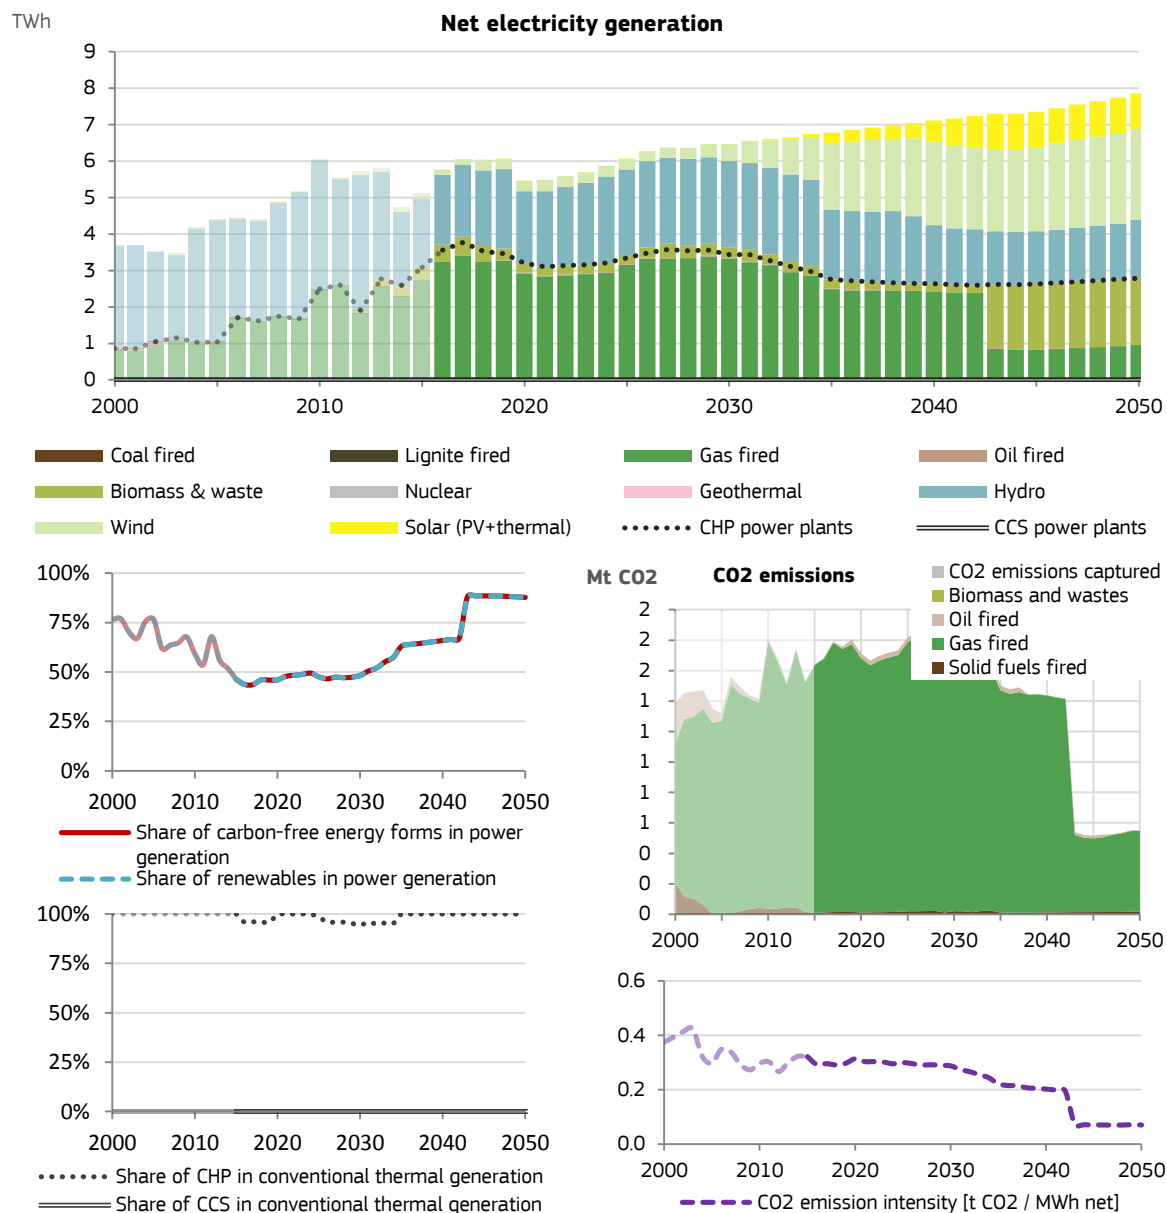 TWh
Net electricity generation
9
8
7
6
5
4
3
2
1
0
2000 2010 2020 2030 2040 2050
Coal fired Lignite fired Gas fired Oil fired
Biomass & waste Nuclear Geothermal Hydro
Wind Solar (PV+thermal) CHP power plants CCS power plants
100%
75%
50%
25%
0%
2000 2010 2020 2030 2040 2050
Share of carbon-free energy forms in power
generation
Share of renewables in power generation
Mt CO2 CO2 emissions
CO2 emissions captured
Biomass and wastes
Oil fired
Gas fired
Solid fuels fired
2
2
2
2
1
1
1
1
0
0
0
2000 2010 2020 2030 2040 2050
100%
75%
50%
25%
0%
2000 2010 2020 2030 2040 2050
Share of CHP in conventional thermal generation
Share of CCS in conventional thermal generation
0.6
0.4
0.2
0.0
2000 2010 2020 2030 2040 2050
CO2 emission intensity [t CO2 / MWh net]